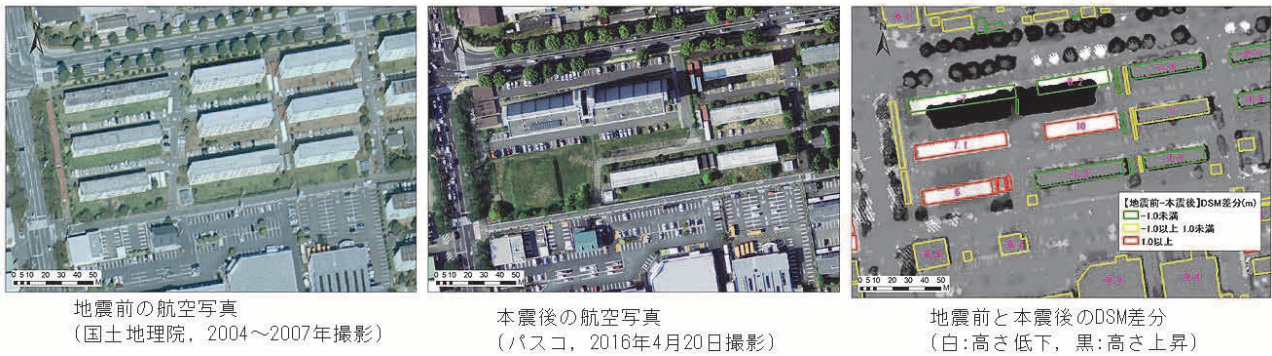 0 5 10 20 30 40 50
M
0 5 10 20 30 40 50
M
7.1
10
6
【地震前-本震後】DSM差分(m)
-1.0未満
-1.0以上 1.0未満
1.0以上
0 5 10 20 30 40 50
M
地震前の航空写真
(国土地理院，2004～2007年撮影)
本震後の航空写真
(パスコ，2016年4月20日撮影)
地震前と本震後のDSM差分
(白:高さ低下，黒:高さ上昇)